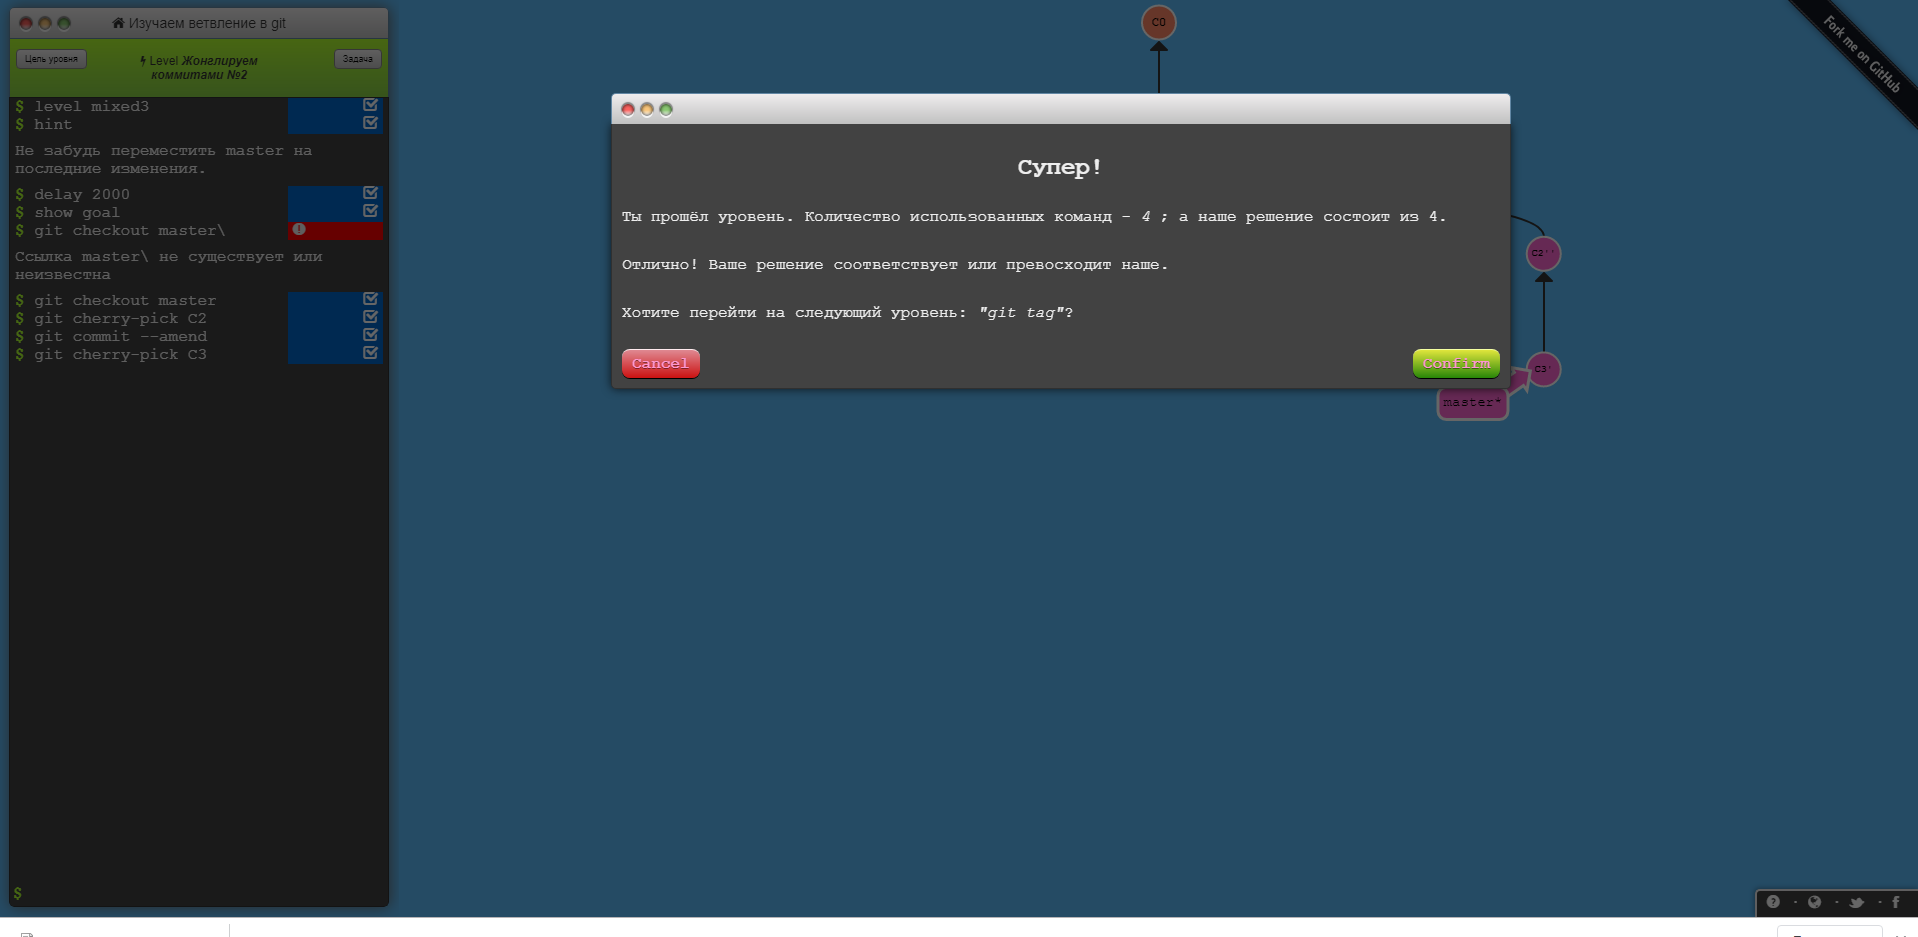 Изучаем ветвление в git
Цель уровня
Level Жонглируем
коммитами №2
Задача
$ level mixed3
$ hint
Не забудь переместить master на
последние изменения.
$ delay 2000
$ show goal
$ git checkout master\
Ссылка master\ не существует или
неизвестна
$ git checkout master
$ git cherry-pick C2
$ git commit --amend
$ git cherry-pick C3
$
C0
Fork me on GitHub
Супер!
Ты прошёл уровень. Количество использованных команд - 4 ; а наше решение состоит из 4.
Отлично! Ваше решение соответствует или превосходит наше.
Хотите перейти на следующий уровень: "git tag"?
Cancel
Confirm
C2''
C3'
master*